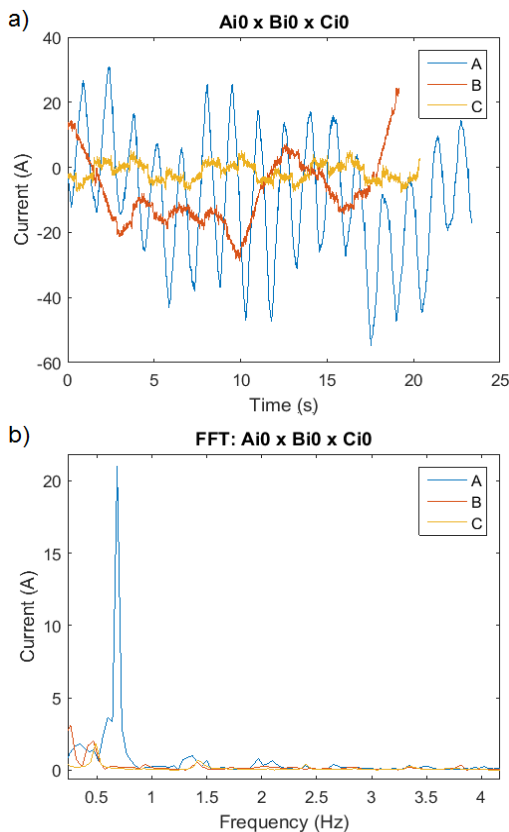 a)
Ai0 x Bi0 x Ci0
40
20
0
-20
-40
-60
Current (A)
A
B
C
0 5 10 15 20 25
Time (s)
b)
FFT: Ai0 x Bi0 x Ci0
20
15
10
5
0
Current (A)
A
B
C
0.5 1 1.5 2 2.5 3 3.5 4
Frequency (Hz)